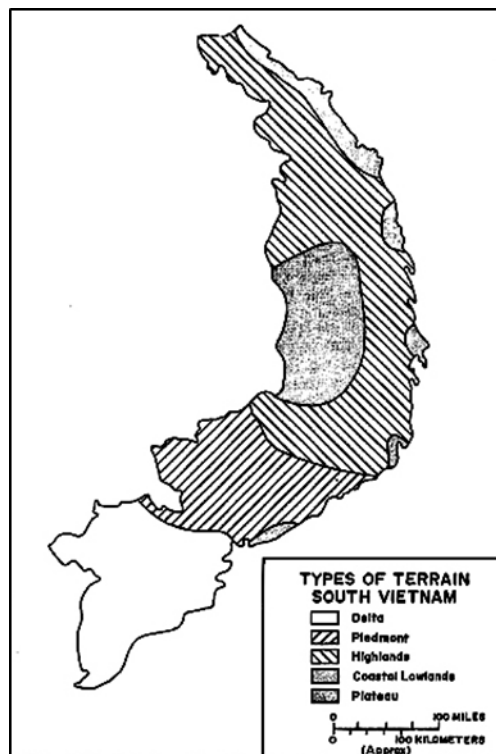 TYPES OF TERRAIN
SOUTH VIETNAM
Delta
Piedmont
Highlands
Coastal Lowlands
Plateau
0 100 MILES
0 100 KILOMETERS
(Approx)